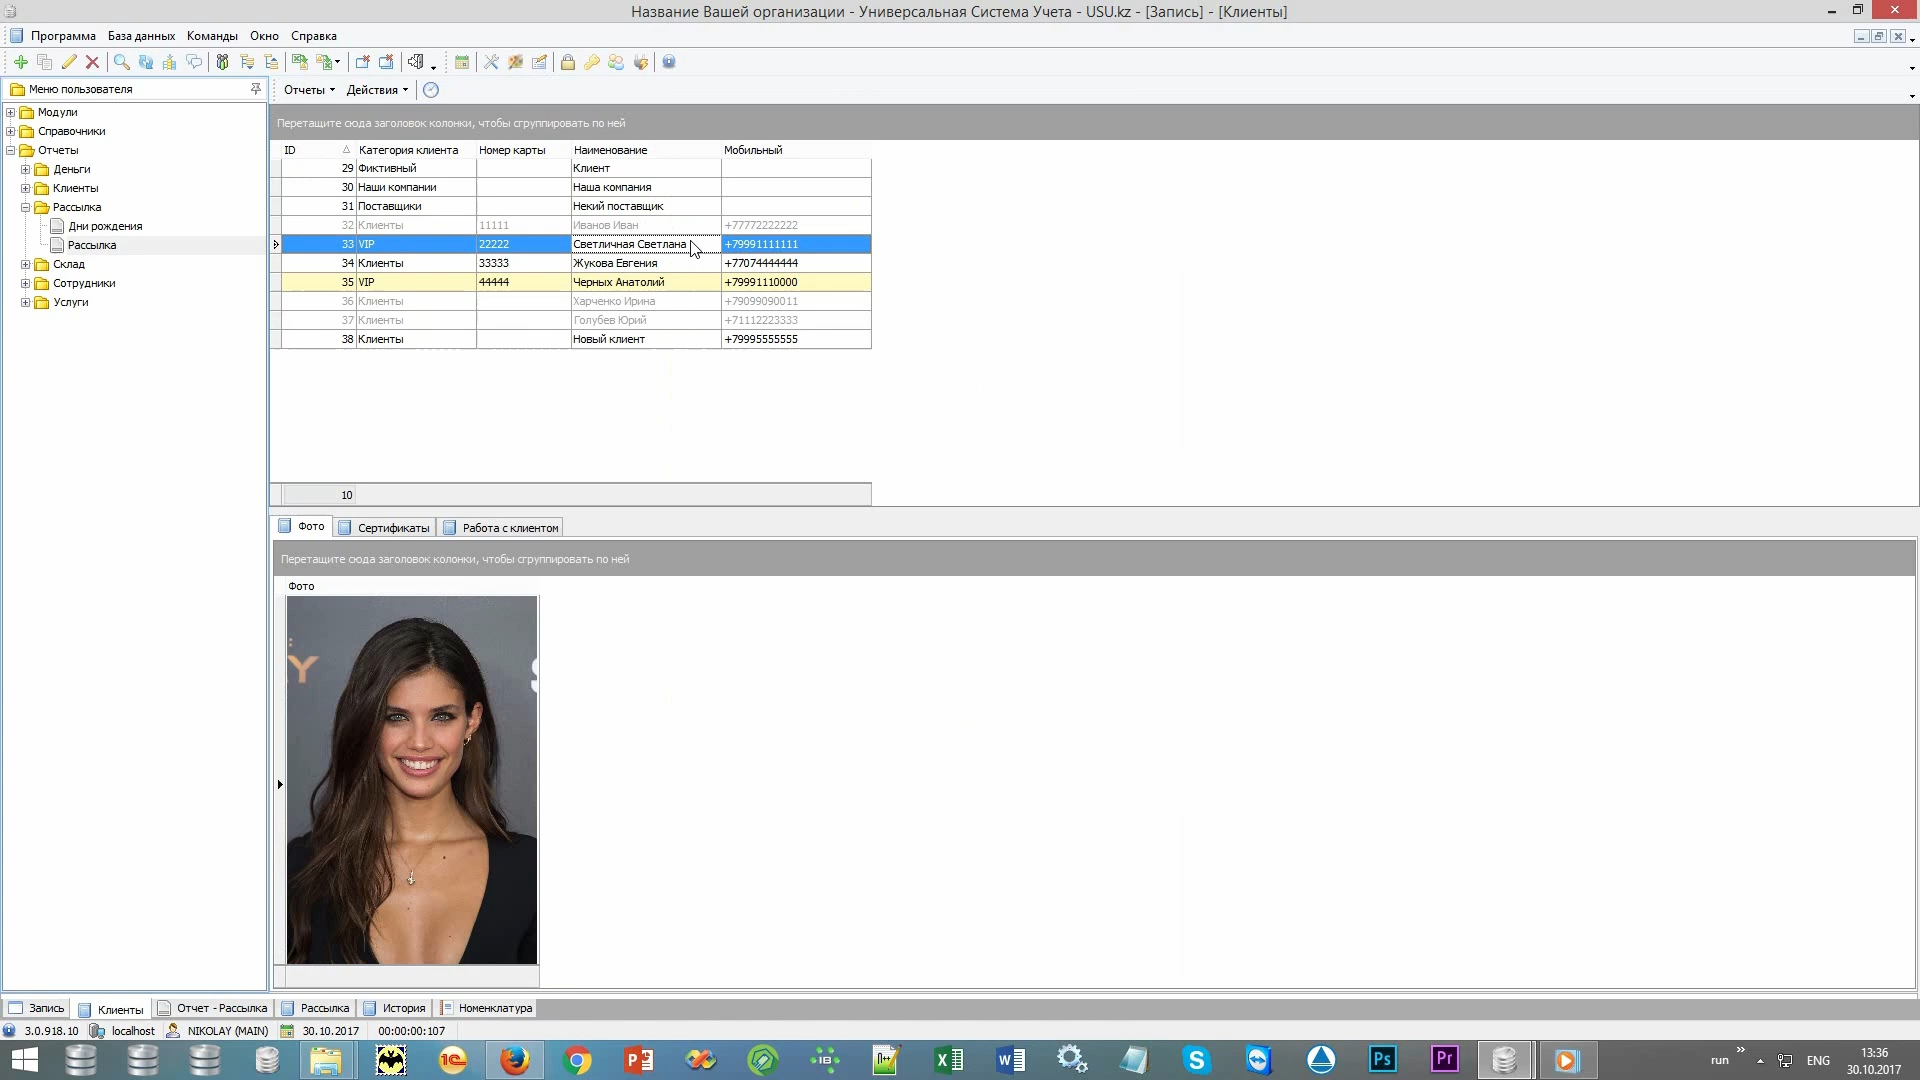 Название Вашей организации - Универсальная Система Учета - USU.kz - [Запись] - [Клиенты]
Программа База данных Команды Окно Справка
Меню пользователя
Модули
Справочники
Отчеты
Деньги
Клиенты
Рассылка
Дни рождения
Рассылка
Склад
Сотрудники
Услуги
Отчеты Действия
Перетащите сюда заголовок колонки, чтобы сгруппировать по ней
ID Категория клиента Номер карты Наименование Мобильный
29 Фиктивный Клиент
30 Наши компании Наша компания
31 Поставщики Некий поставщик
32 Клиенты 11111 Иванов Иван +77772222222
33 VIP 22222 Светличная Светлана +79991111111
34 Клиенты 33333 Жукова Евгения +77074444444
35 VIP 44444 Черных Анатолий +79991110000
36 Клиенты Харченко Ирина +79099090011
37 Клиенты Голубев Юрий +71112223333
38 Клиенты Новый клиент +79995555555
10
Фото Сертификаты Работа с клиентом
Перетащите сюда заголовок колонки, чтобы сгруппировать по ней
Фото
Y S
Запись Клиенты Отчет - Рассылка Рассылка История Номенклатура
3.0.918.10 localhost NIKOLAY (MAIN) 30.10.2017 00:00:00:107
run ENG 13:36
30.10.2017